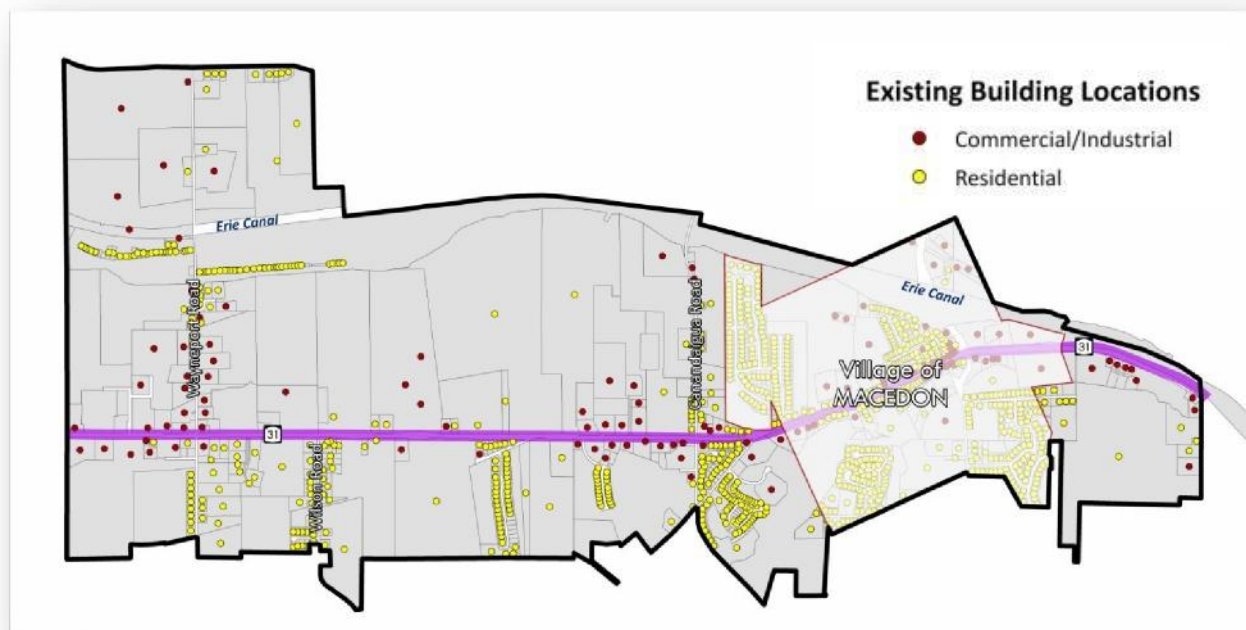 Existing Building Locations
Commercial/Industrial
Residential
Erie Canal
Erie Canal
Wayneport Road
Canandaigua Road
31
Village of
MACEDON
31
Wilson Road